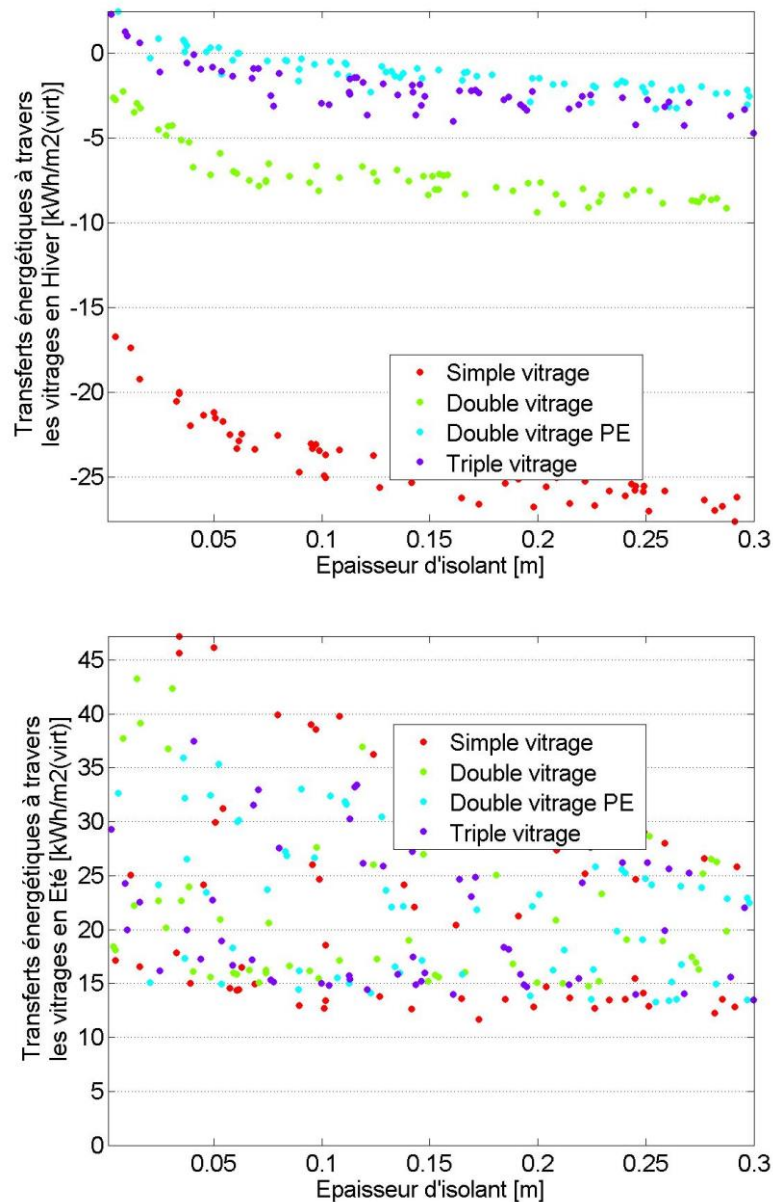 Transferts énergétiques à travers
les vitrages en Hiver [kWh/m2(virt)]
0
-5
-10
-15
-20
-25
Simple vitrage
Double vitrage
Double vitrage PE
Triple vitrage
0.05
0.1
0.15
0.2
0.25
0.3
Epaisseur d'isolant [m]
Transferts énergétiques à travers
les vitrages en Eté [kWh/m2(virt)]
45
40
35
30
25
20
15
10
5
0
Simple vitrage
Double vitrage
Double vitrage PE
Triple vitrage
0.05
0.1
0.15
0.2
0.25
0.3
Epaisseur d'isolant [m]